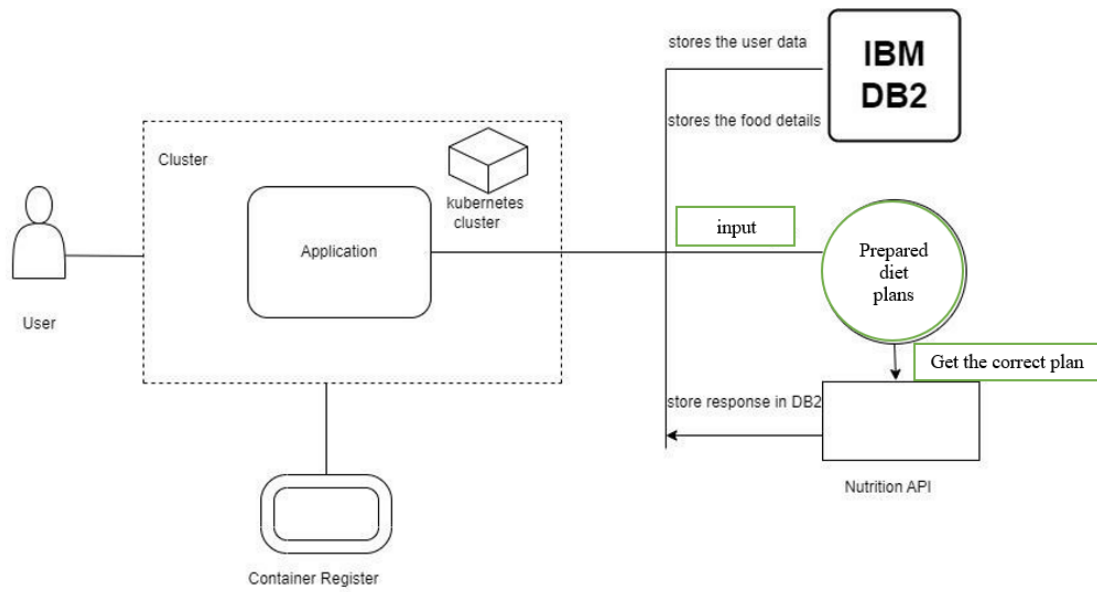 stores the user data
IBM
DB2
stores the food details
Cluster
kubernetes
cluster
Application
input
Prepared
diet
plans
User
Get the correct plan
store response in DB2
Nutrition API
Container Register